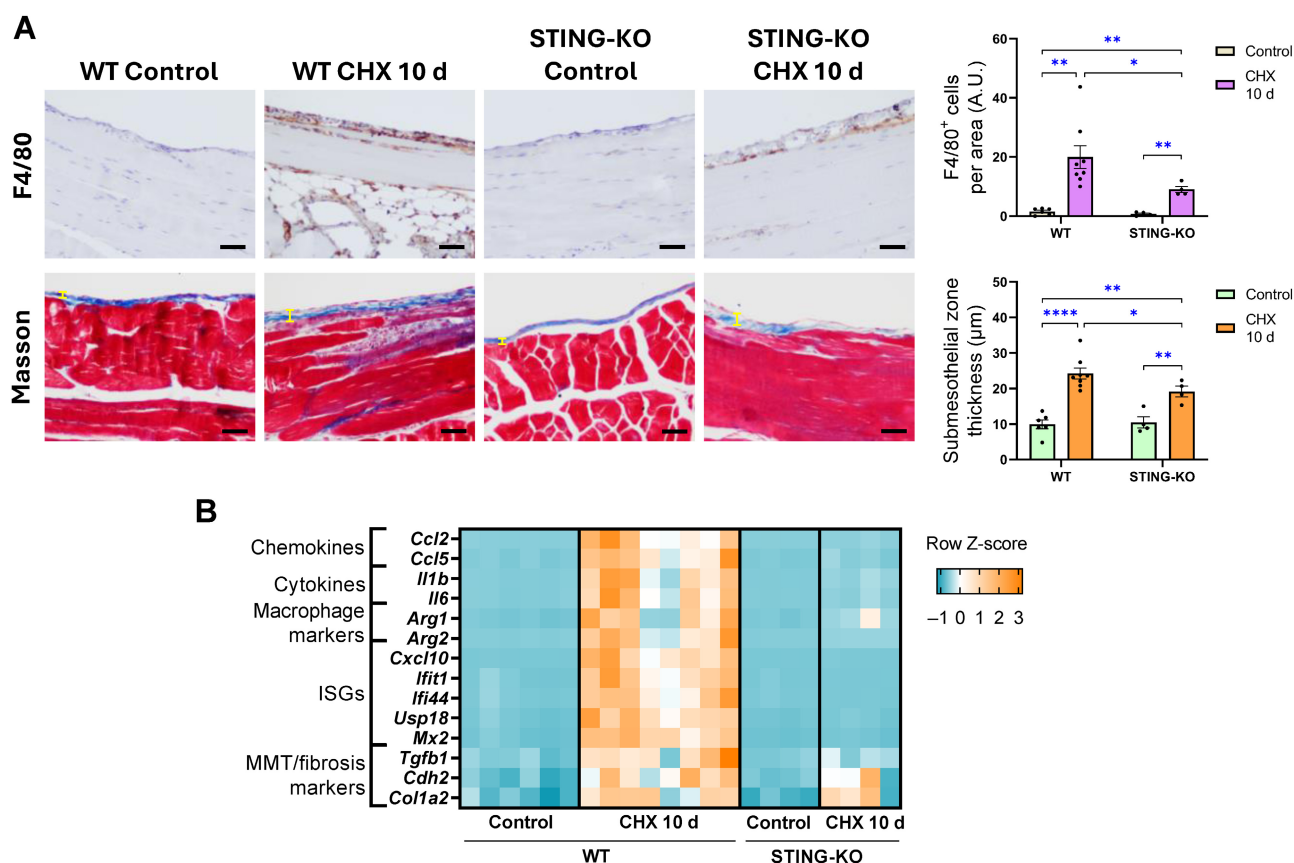 A
WT Control
WT CHX 10 d
STING-KO
Control
STING-KO
CHX 10 d
F4/80
Masson
F4/80+ cells
per area (A.U.)
60
40
20
0
**
**
*
**
WT
STING-KO
Control
CHX
10 d
Submesothelial zone
thickness (µm)
50
40
30
20
10
0
**
****
*
**
WT
STING-KO
Control
CHX
10 d
B
Chemokines
Cytokines
Macrophage
markers
ISGs
MMT/fibrosis
markers
Ccl2
Ccl5
Il1b
Il6
Arg1
Arg2
Cxcl10
Ifit1
Ifi44
Usp18
Mx2
Tgfb1
Cdh2
Col1a2
Control
CHX 10 d
Control
CHX 10 d
WT
STING-KO
Row Z-score
–1 0 1 2 3